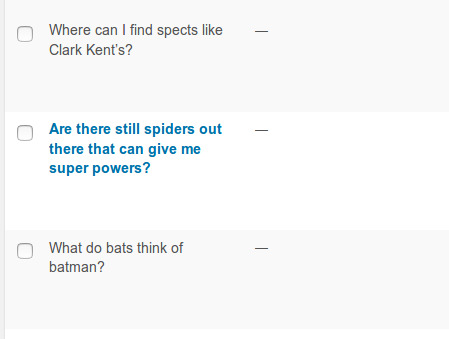 Where can I find spects like —
Clark Kent's?
Are there still spiders out —
there that can give me
super powers?
What do bats think of —
batman?